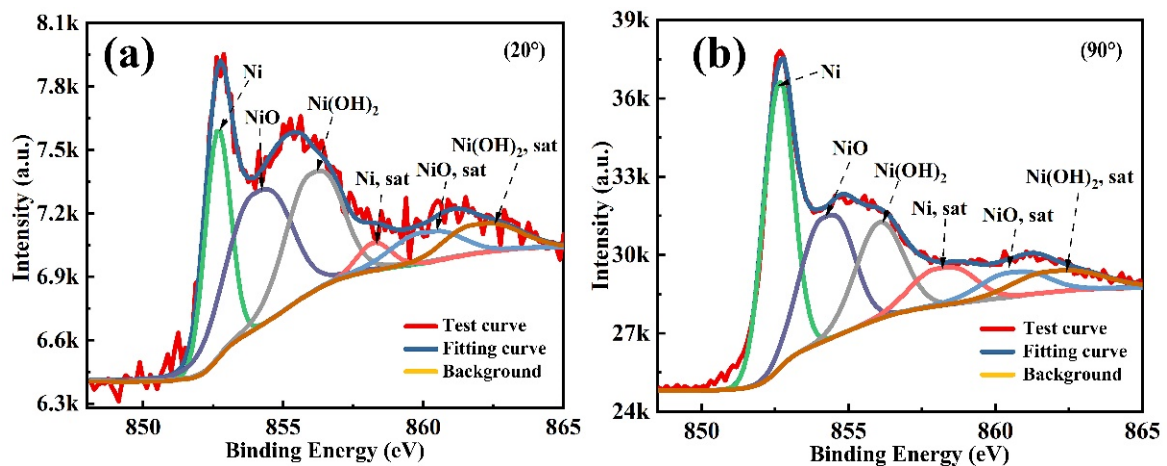 (a)
(20°)
Ni
NiO
Ni(OH)2
Ni, sat
NiO, sat
Ni(OH)2, sat
Test curve
Fitting curve
Background
8.1k
7.8k
7.5k
7.2k
6.9k
6.6k
6.3k
Intensity (a.u.)
850
855
860
865
Binding Energy (eV)
(b)
(90°)
Ni
NiO
Ni(OH)2
Ni, sat
NiO, sat
Ni(OH)2, sat
Test curve
Fitting curve
Background
39k
36k
33k
30k
27k
24k
Intensity (a.u.)
850
855
860
865
Binding Energy (eV)